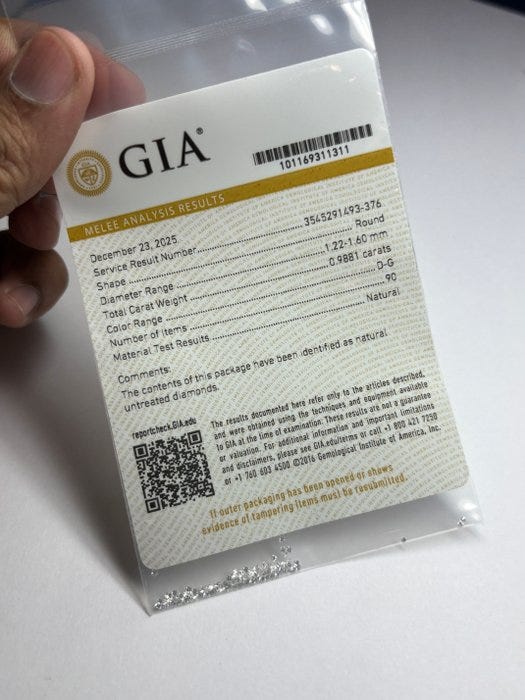 GIA®
101169311311
MELEE ANALYSIS RESULTS
December 23, 2025
Service Result Number 3545291493-376
Shape Round
Diameter Range 1.22-1.60 mm
Total Carat Weight 0.9881 carats
Color Range D-G
Number of Items 90
Material Test Results Natural
Comments:
The contents of this package have been identified as natural
untreated diamonds.
reportcheck.GIA.edu
The results documented here refer only to the articles described,
and were obtained using the techniques and equipment available
to GIA at the time of examination. These results are not a guarantee
or valuation. For additional information and important limitations
and disclaimers, please see GIA.edu/terms or call +1 800 421 7250
or +1 760 603 4500 ©2016 Gemological Institute of America, Inc.
If outer packaging has been opened or shows
evidence of tampering items must be resubmitted.